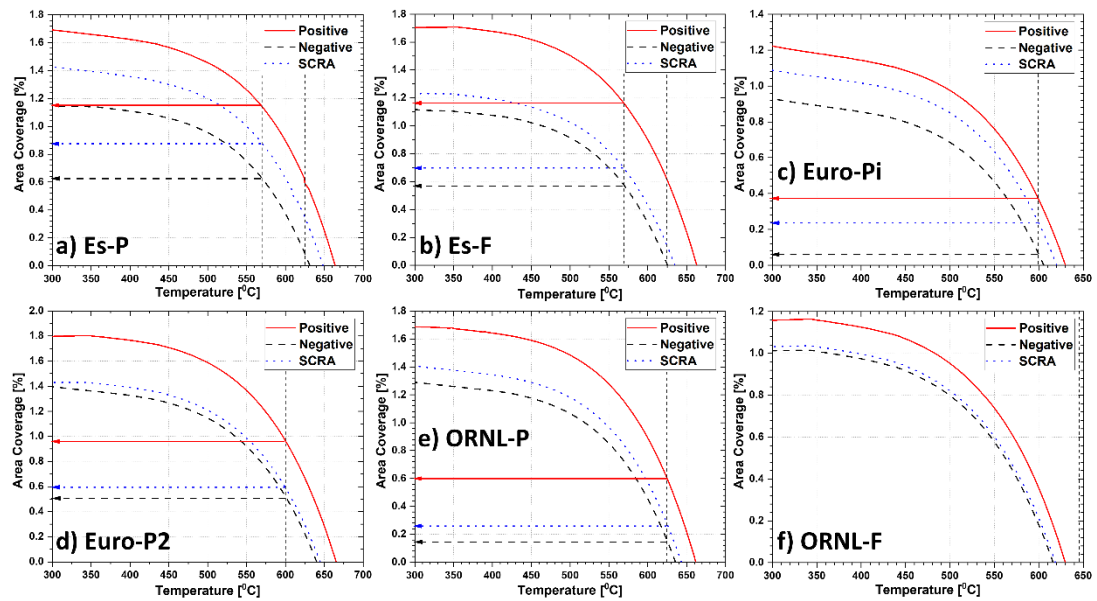 Area Coverage [%]
1.8
1.6
1.4
1.2
1.0
0.8
0.6
0.4
0.2
0.0
Positive
Negative
SCRA
a) Es-P
300 350 400 450 500 550 600 650 700
Temperature [⁰C]
Area Coverage [%]
1.8
1.6
1.4
1.2
1.0
0.8
0.6
0.4
0.2
0.0
Positive
Negative
SCRA
b) Es-F
300 350 400 450 500 550 600 650 700
Temperature [⁰C]
Area Coverage [%]
1.4
1.2
1.0
0.8
0.6
0.4
0.2
0.0
Positive
Negative
SCRA
c) Euro-Pi
300 350 400 450 500 550 600 650
Temperature [⁰C]
Area Coverage [%]
2.0
1.8
1.6
1.4
1.2
1.0
0.8
0.6
0.4
0.2
0.0
Positive
Negative
SCRA
d) Euro-P2
300 350 400 450 500 550 600 650 700
Temperature [⁰C]
Area Coverage [%]
1.8
1.6
1.4
1.2
1.0
0.8
0.6
0.4
0.2
0.0
Positive
Negative
SCRA
e) ORNL-P
300 350 400 450 500 550 600 650 700
Temperature [⁰C]
Area Coverage [%]
1.2
1.0
0.8
0.6
0.4
0.2
0.0
Positive
Negative
SCRA
f) ORNL-F
300 350 400 450 500 550 600 650
Temperature [⁰C]